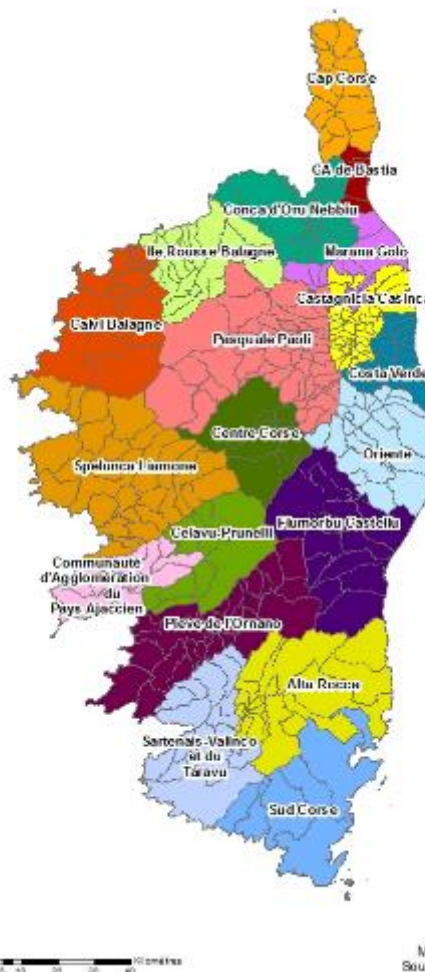 Cap Corse
CA de Bastia
Conca d'Oru Nebbiu
Ile Rousse Balagne
Marana Golo
Castagniccia Casinca
Calvi Balagne
Pasquale Paoli
Costa Verde
Centre Corse
Oriente
Spelunca Liamone
Fiumorbu Castellu
Celavu-Prunelli
Communauté
d'Agglomération
du
Pays Ajaccien
Pieve de l'Ornano
Alta Rocca
Sartenais-Valinco
et du
Taravu
Sud Corse
Kilomètres
M
Sou